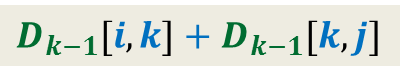 D_{k−1}[i, k] + D_{k−1}[k, j]